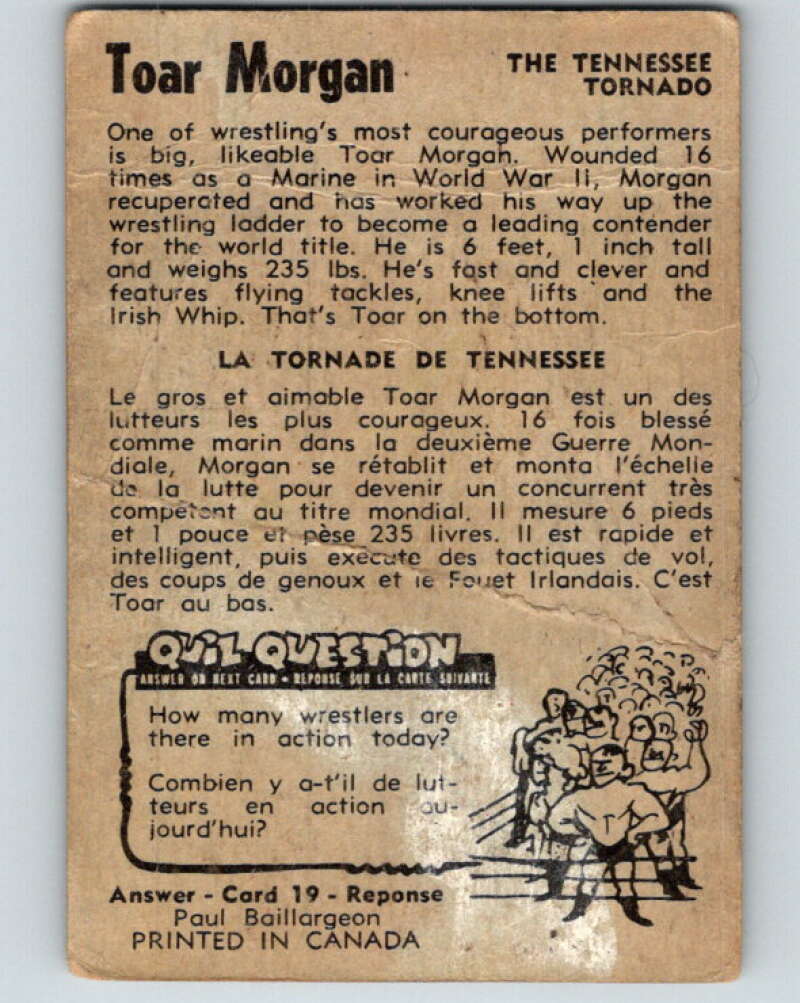 Toar Morgan
THE TENNESSEE
TORNADO
One of wrestling's most courageous performers
is big, likeable Toar Morgan. Wounded 16
times as a Marine in World War II, Morgan
recuperated and has worked his way up the
wrestling ladder to become a leading contender
for the world title. He is 6 feet, 1 inch tall
and weighs 235 lbs. He's fast and clever and
features flying tackles, knee lifts and the
Irish Whip. That's Toar on the bottom.
LA TORNADE DE TENNESSEE
Le gros et aimable Toar Morgan est un des
lutteurs les plus courageux. 16 fois blessé
comme marin dans la deuxième Guerre Mon-
diale, Morgan se rétablit et monta l'échelle
de la lutte pour devenir un concurrent très
compétent au titre mondial. Il mesure 6 pieds
et 1 pouce et pèse 235 livres. Il est rapide et
intelligent, puis exécute des tactiques de vol,
des coups de genoux et le Fouet Irlandais. C'est
Toar au bas.
QUIZ QUESTION
ANSWER ON NEXT CARD - REPONSE SUR LA CARTE SUIVANTE
How many wrestlers are
there in action today?
Combien y a-t'il de lut-
teurs en action au-
jourd'hui?
Answer - Card 19 - Reponse
Paul Baillargeon
PRINTED IN CANADA